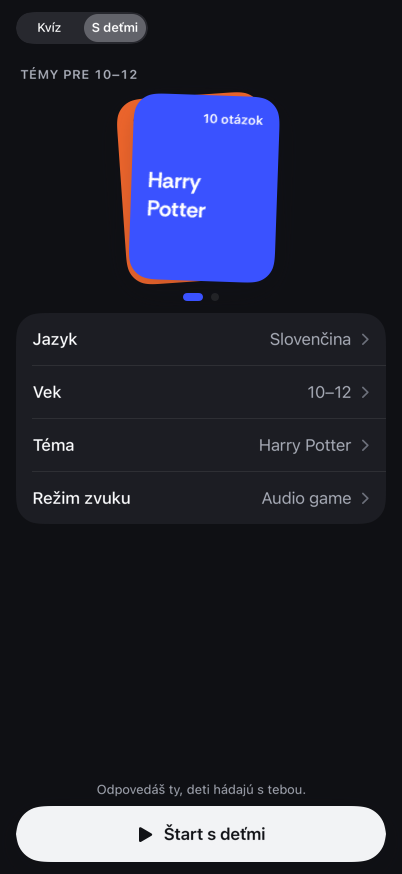 Kvíz
S deťmi
TÉMY PRE 10–12
10 otázok
Harry
Potter
Jazyk Slovenčina
Vek 10–12
Téma Harry Potter
Režim zvuku Audio game
Odpovedáš ty, deti hádajú s tebou.
Štart s deťmi